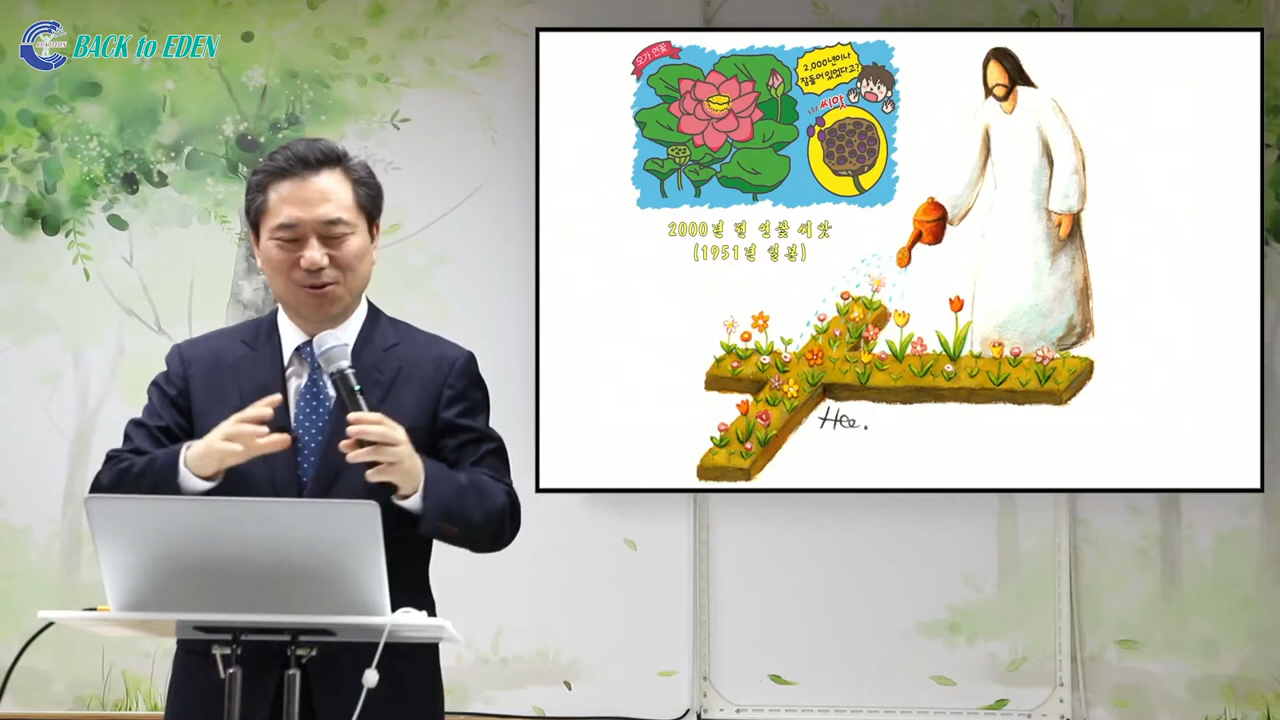 BACK to EDEN
오가 연꽃
2,000년이나
잠들어 있었다고?
씨앗
2000년 된 연꽃 씨앗
(1951년 일본)
Hee.